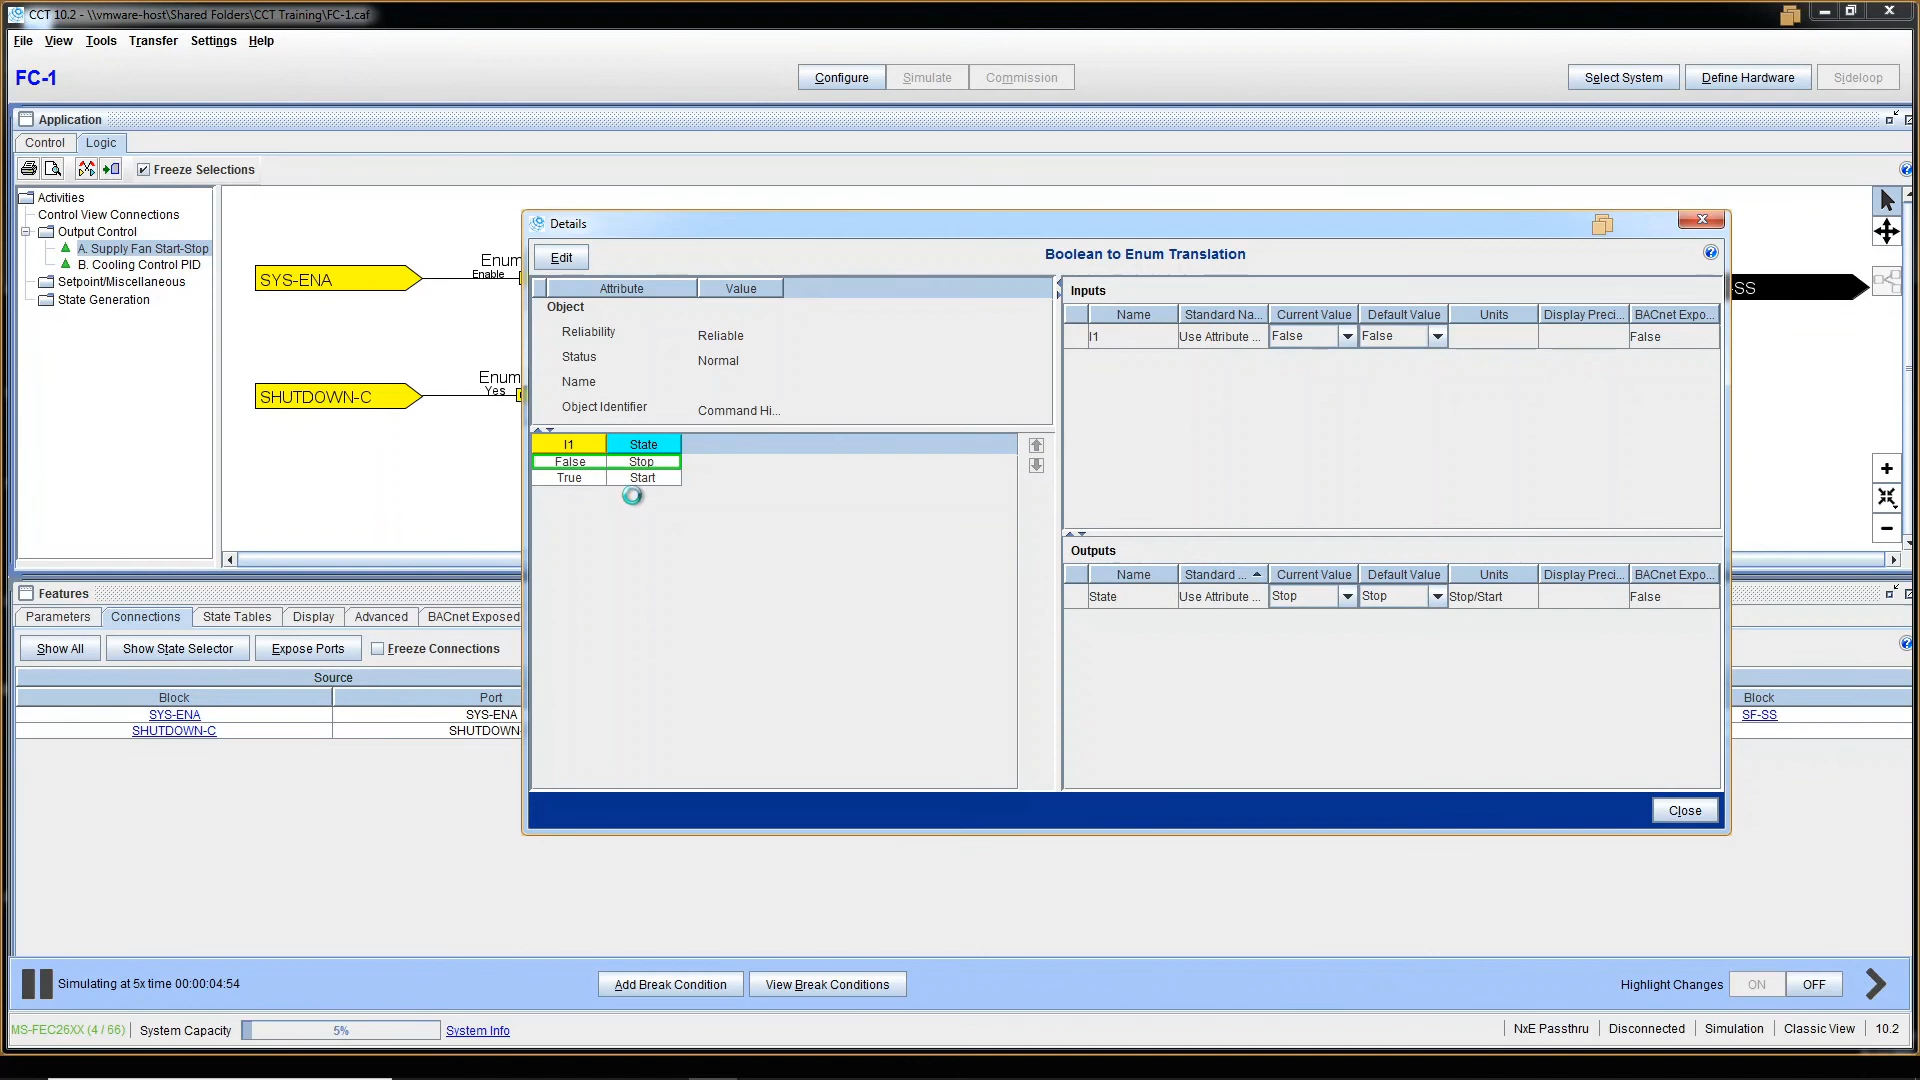 CCT 10.2 - \\vmware-host\Shared Folders\CCT Training\FC-1.caf
File View Tools Transfer Settings Help
FC-1
Configure Simulate Commission
Select System Define Hardware Sideloop
Application
Control Logic
Freeze Selections
Activities
Control View Connections
Output Control
A. Supply Fan Start-Stop
B. Cooling Control PID
Setpoint/Miscellaneous
State Generation
SYS-ENA
Enum
Enable
SHUTDOWN-C
Enum
Yes
SS
Details
Edit
Boolean to Enum Translation
Attribute Value
Object
Reliability Reliable
Status Normal
Name
Object Identifier Command Hi...
I1 State
False Stop
True Start
Inputs
Name Standard Na... Current Value Default Value Units Display Preci... BACnet Expo...
I1 Use Attribute ... False False False
Outputs
Name Standard ... Current Value Default Value Units Display Preci... BACnet Expo...
State Use Attribute ... Stop Stop Stop/Start False
Close
Features
Parameters Connections State Tables Display Advanced BACnet Exposed
Show All Show State Selector Expose Ports Freeze Connections
Source
Block Port Block
SYS-ENA SYS-ENA SF-SS
SHUTDOWN-C SHUTDOWN-
Simulating at 5x time 00:00:04:54
Add Break Condition View Break Conditions
Highlight Changes ON OFF
MS-FEC26XX (4 / 66) System Capacity 5% System Info
NxE Passthru Disconnected Simulation Classic View 10.2